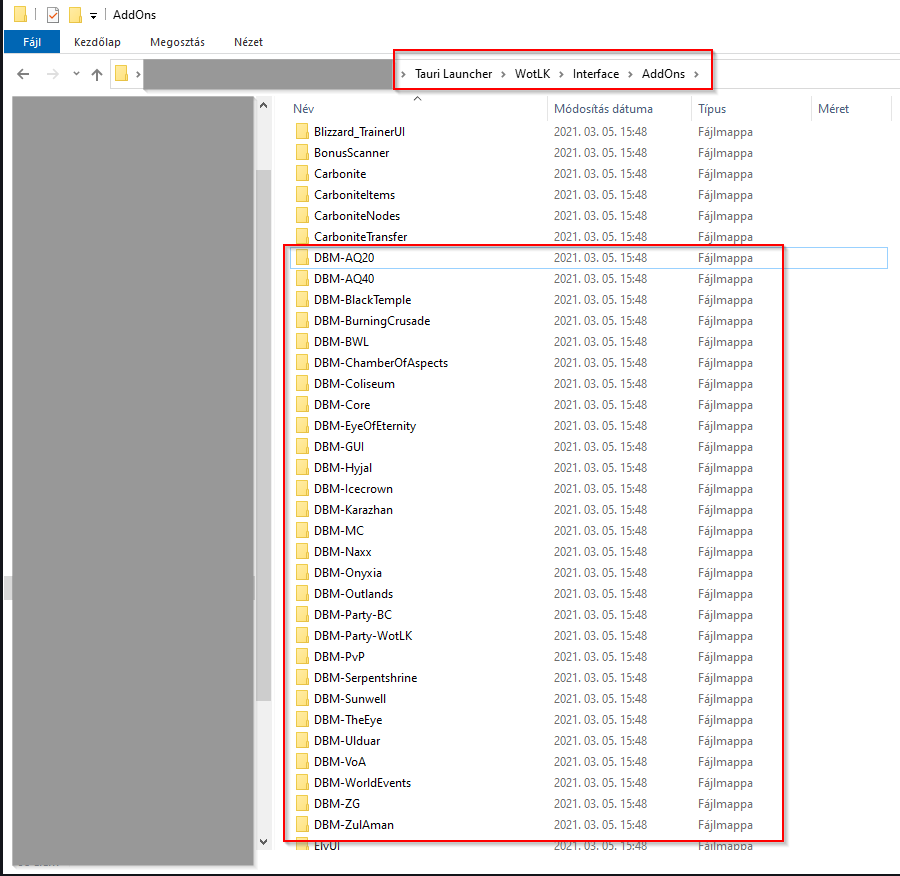 AddOns
Fájl Kezdőlap Megosztás Nézet
Tauri Launcher WotLK Interface AddOns
Név Módosítás dátuma Típus Méret
Blizzard_TrainerUI 2021. 03. 05. 15:48 Fájlmappa
BonusScanner 2021. 03. 05. 15:48 Fájlmappa
Carbonite 2021. 03. 05. 15:48 Fájlmappa
CarboniteItems 2021. 03. 05. 15:48 Fájlmappa
CarboniteNodes 2021. 03. 05. 15:48 Fájlmappa
CarboniteTransfer 2021. 03. 05. 15:48 Fájlmappa
DBM-AQ20 2021. 03. 05. 15:48 Fájlmappa
DBM-AQ40 2021. 03. 05. 15:48 Fájlmappa
DBM-BlackTemple 2021. 03. 05. 15:48 Fájlmappa
DBM-BurningCrusade 2021. 03. 05. 15:48 Fájlmappa
DBM-BWL 2021. 03. 05. 15:48 Fájlmappa
DBM-ChamberOfAspects 2021. 03. 05. 15:48 Fájlmappa
DBM-Coliseum 2021. 03. 05. 15:48 Fájlmappa
DBM-Core 2021. 03. 05. 15:48 Fájlmappa
DBM-EyeOfEternity 2021. 03. 05. 15:48 Fájlmappa
DBM-GUI 2021. 03. 05. 15:48 Fájlmappa
DBM-Hyjal 2021. 03. 05. 15:48 Fájlmappa
DBM-Icecrown 2021. 03. 05. 15:48 Fájlmappa
DBM-Karazhan 2021. 03. 05. 15:48 Fájlmappa
DBM-MC 2021. 03. 05. 15:48 Fájlmappa
DBM-Naxx 2021. 03. 05. 15:48 Fájlmappa
DBM-Onyxia 2021. 03. 05. 15:48 Fájlmappa
DBM-Outlands 2021. 03. 05. 15:48 Fájlmappa
DBM-Party-BC 2021. 03. 05. 15:48 Fájlmappa
DBM-Party-WotLK 2021. 03. 05. 15:48 Fájlmappa
DBM-PvP 2021. 03. 05. 15:48 Fájlmappa
DBM-Serpentshrine 2021. 03. 05. 15:48 Fájlmappa
DBM-Sunwell 2021. 03. 05. 15:48 Fájlmappa
DBM-TheEye 2021. 03. 05. 15:48 Fájlmappa
DBM-Ulduar 2021. 03. 05. 15:48 Fájlmappa
DBM-VoA 2021. 03. 05. 15:48 Fájlmappa
DBM-WorldEvents 2021. 03. 05. 15:48 Fájlmappa
DBM-ZG 2021. 03. 05. 15:48 Fájlmappa
DBM-ZulAman 2021. 03. 05. 15:48 Fájlmappa
ElvUI 2021. 03. 05. 15:48 Fájlmappa